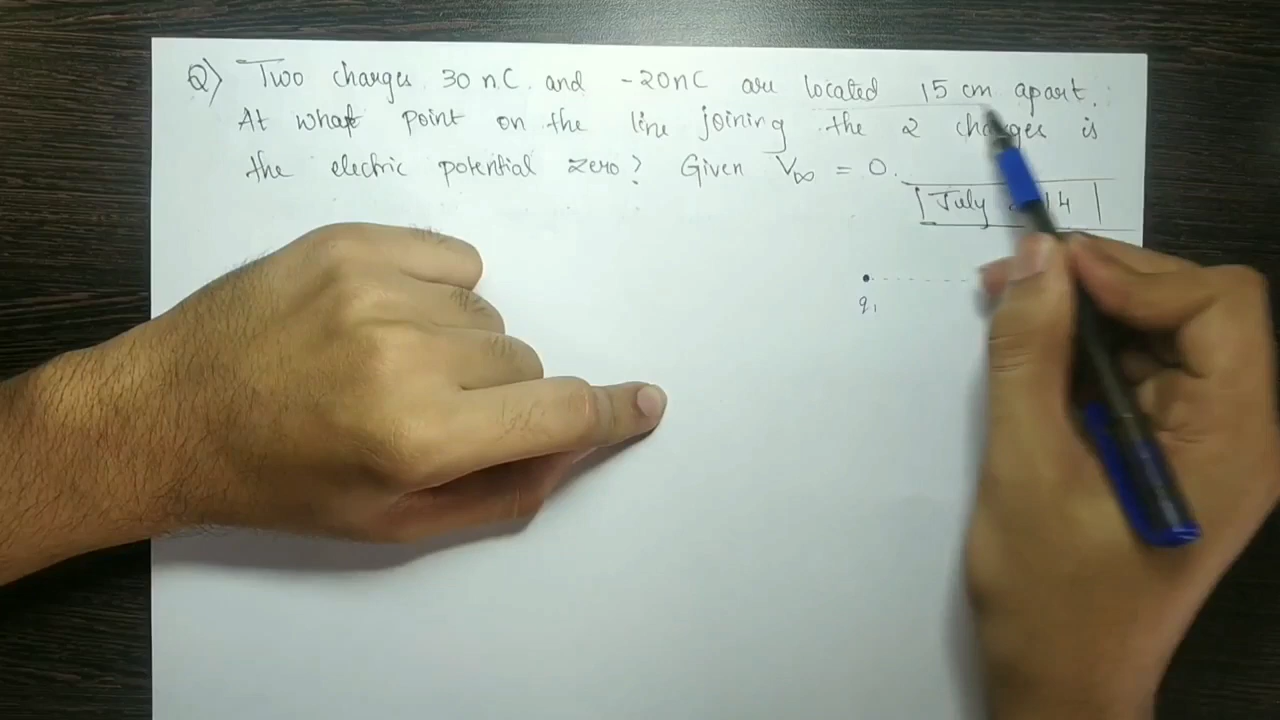 Q) Two charges 30 nC and -20nC are located 15 cm apart.
At what point on the line joining the 2 charges is
the electric potential zero? Given V∞ = 0.
July 14
q₁